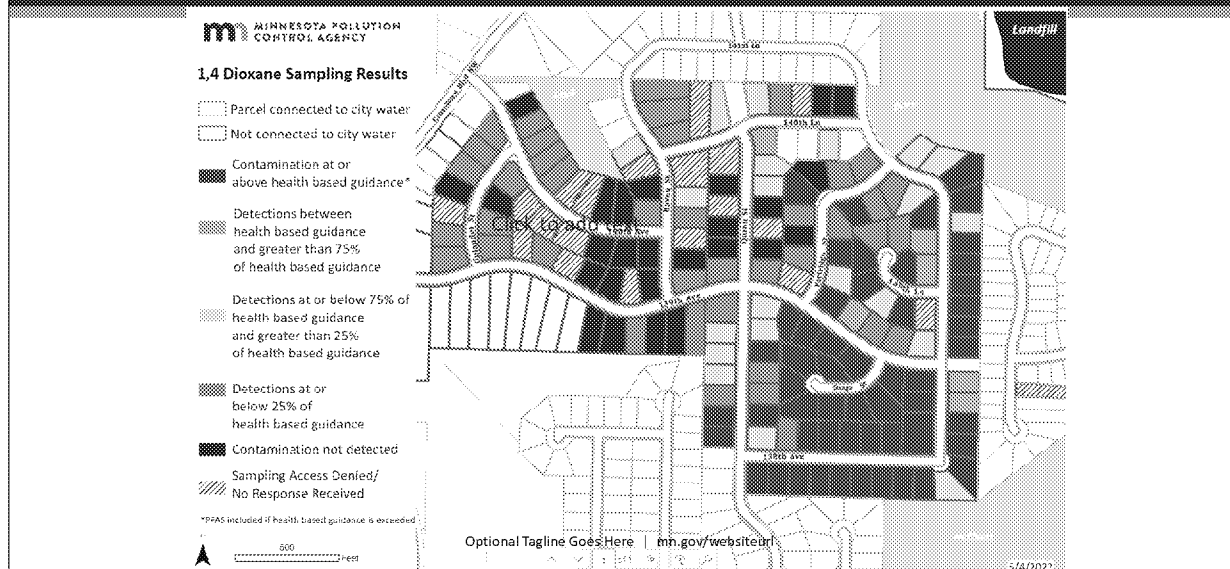 MINNESOTA POLLUTION
CONTROL AGENCY
1,4 Dioxane Sampling Results
Parcel connected to city water
Not connected to city water
Contamination at or
above health based guidance*
Detections between
health based guidance
and greater than 75%
of health based guidance
Detections at or below 75% of
health based guidance
and greater than 25%
of health based guidance
Detections at or
below 25% of
health based guidance
Contamination not detected
Sampling Access Denied/
No Response Received
*PFAS included if health based guidance is exceeded
600
Feet
Landfill
141st Ln
140th Ln
Click to add
139th Ave
138th ave
Optional Tagline Goes Here | mn.gov/websiteurl
5/4/2022